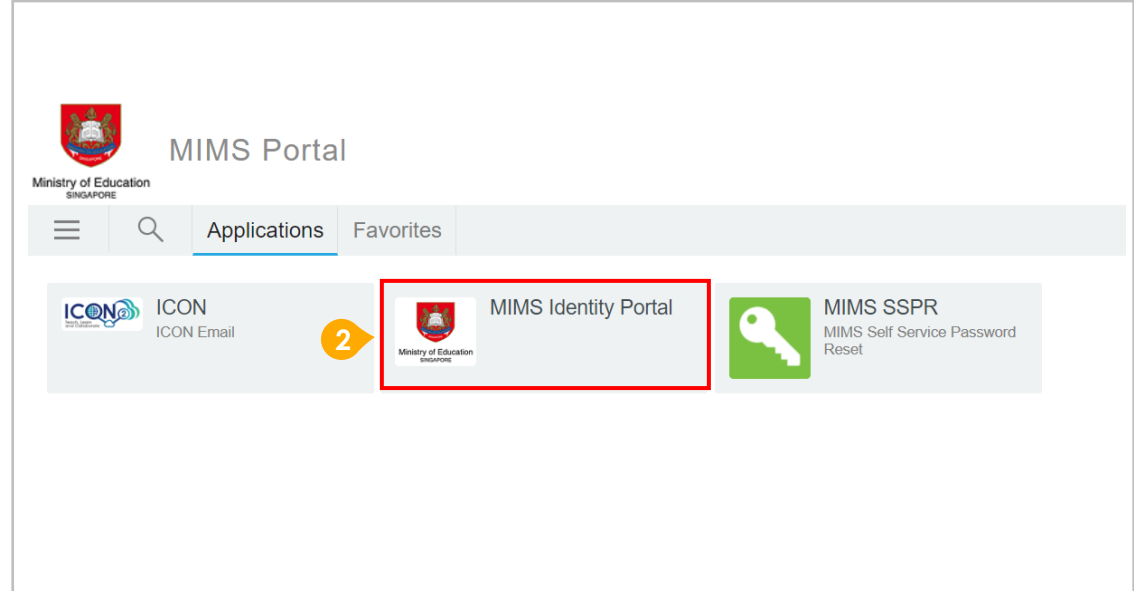 MIMS Portal
Ministry of Education
SINGAPORE
Applications
Favorites
ICON
ICON
ICON Email
2
Ministry of Education
SINGAPORE
MIMS Identity Portal
MIMS SSPR
MIMS Self Service Password
Reset